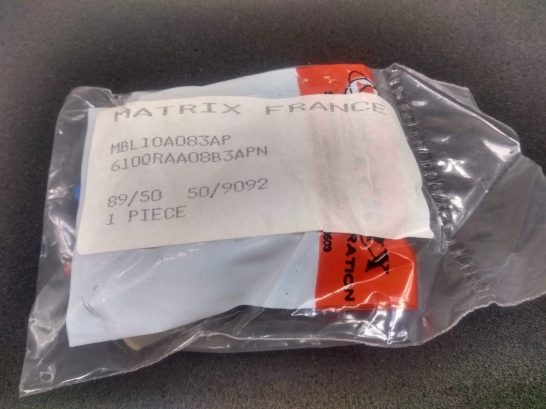 MATRIX FRANCE
MBL10A083AP
6100RAA08B3APN
89/50 50/9092
1 PIECE